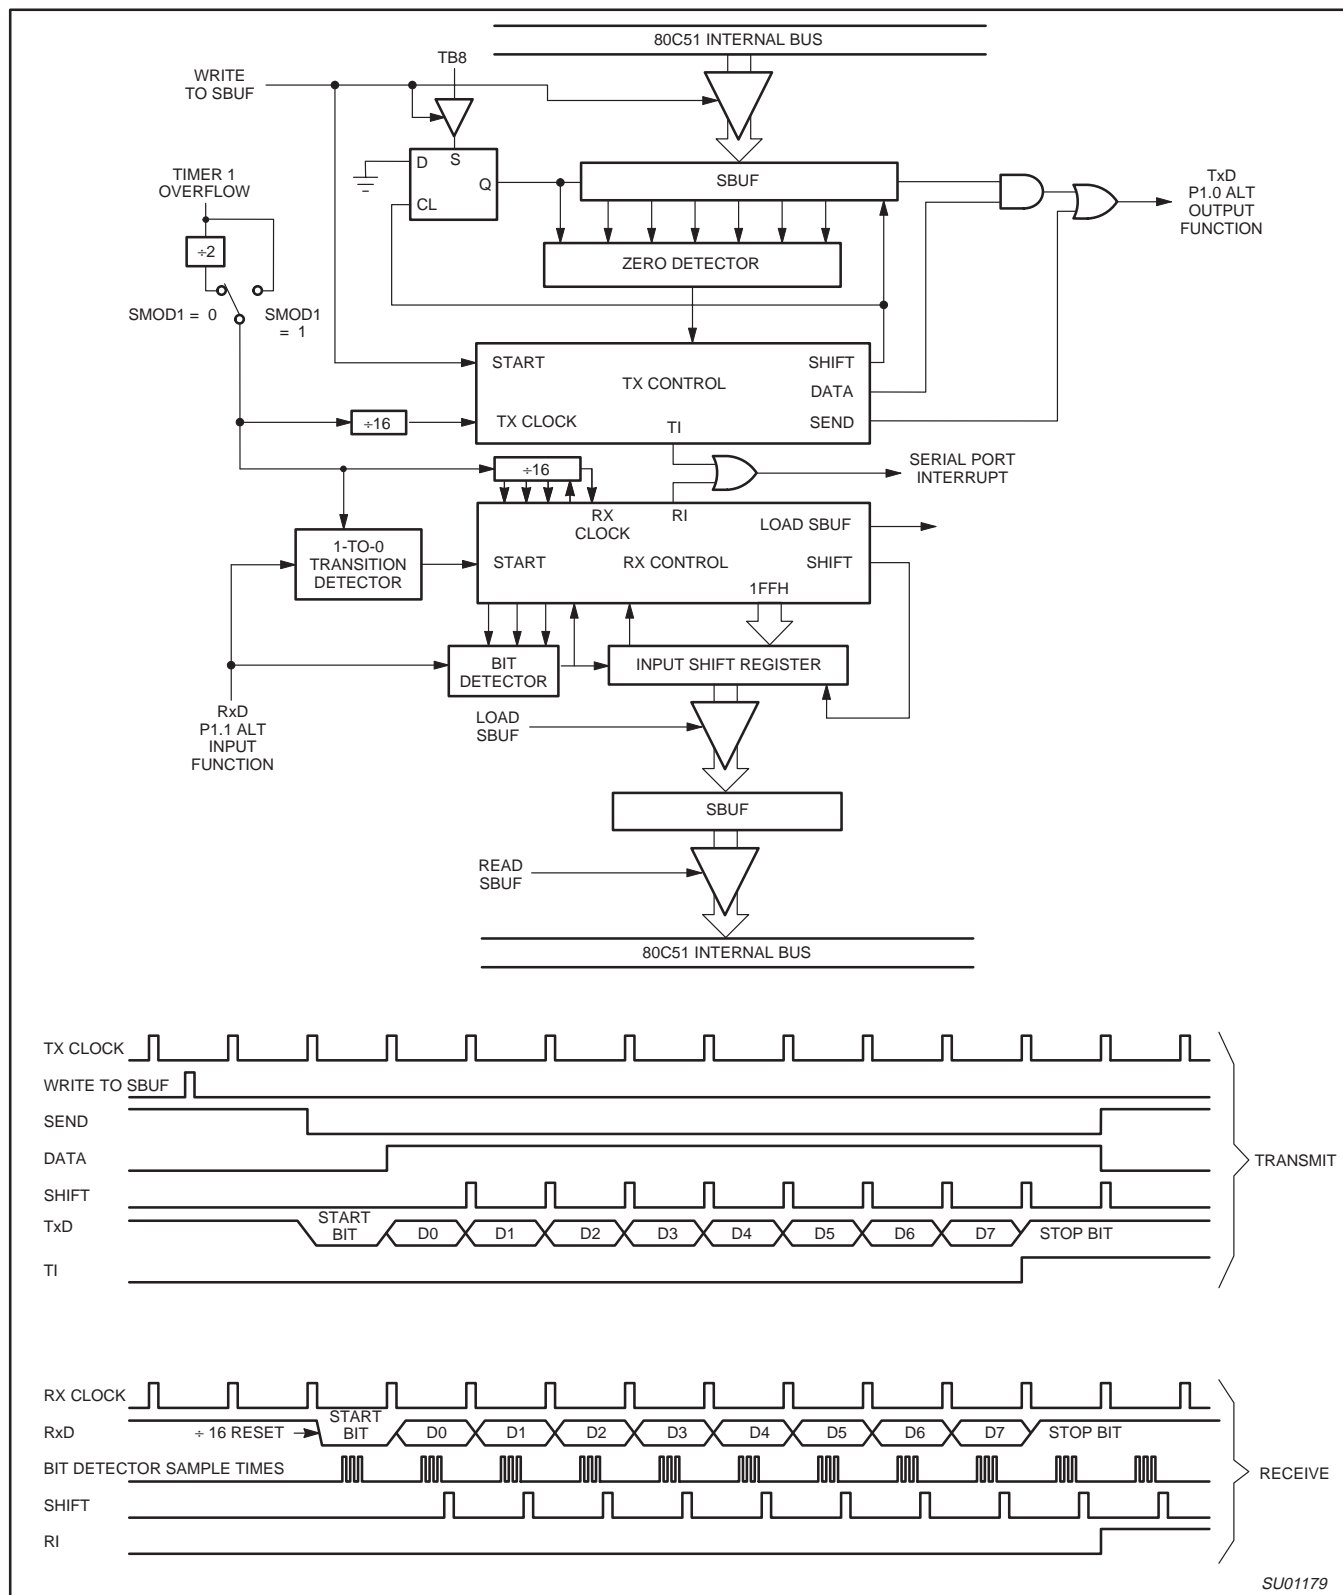 80C51 INTERNAL BUS
TB8
WRITE
TO SBUF
D
S
Q
CL
SBUF
TxD
P1.0 ALT
OUTPUT
FUNCTION
TIMER 1
OVERFLOW
÷2
ZERO DETECTOR
SMOD1 = 0
SMOD1
= 1
START
SHIFT
TX CONTROL
DATA
÷16
TX CLOCK
TI
SEND
SERIAL PORT
INTERRUPT
÷16
RX
CLOCK
RI
LOAD SBUF
1-TO-0
TRANSITION
DETECTOR
START
RX CONTROL
SHIFT
1FFH
BIT
DETECTOR
INPUT SHIFT REGISTER
RxD
P1.1 ALT
INPUT
FUNCTION
LOAD
SBUF
SBUF
READ
SBUF
80C51 INTERNAL BUS
TX CLOCK
WRITE TO SBUF
SEND
DATA
TRANSMIT
SHIFT
TxD
START
BIT
D0
D1
D2
D3
D4
D5
D6
D7
STOP BIT
TI
RX CLOCK
RxD
÷ 16 RESET
START
BIT
D0
D1
D2
D3
D4
D5
D6
D7
STOP BIT
BIT DETECTOR SAMPLE TIMES
RECEIVE
SHIFT
RI
SU01179